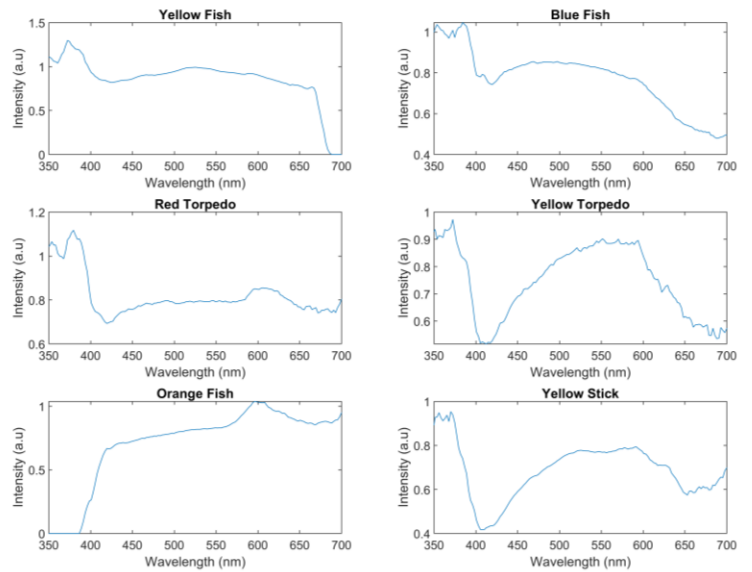 Yellow Fish
Intensity (a.u)
1.5
1
0.5
0
350 400 450 500 550 600 650 700
Wavelength (nm)
Blue Fish
Intensity (a.u)
1
0.8
0.6
0.4
350 400 450 500 550 600 650 700
Wavelength (nm)
Red Torpedo
Intensity (a.u)
1.2
1
0.8
0.6
350 400 450 500 550 600 650 700
Wavelength (nm)
Yellow Torpedo
Intensity (a.u)
1
0.9
0.8
0.7
0.6
350 400 450 500 550 600 650 700
Wavelength (nm)
Orange Fish
Intensity (a.u)
1
0.5
0
350 400 450 500 550 600 650 700
Wavelength (nm)
Yellow Stick
Intensity (a.u)
1
0.8
0.6
0.4
350 400 450 500 550 600 650 700
Wavelength (nm)